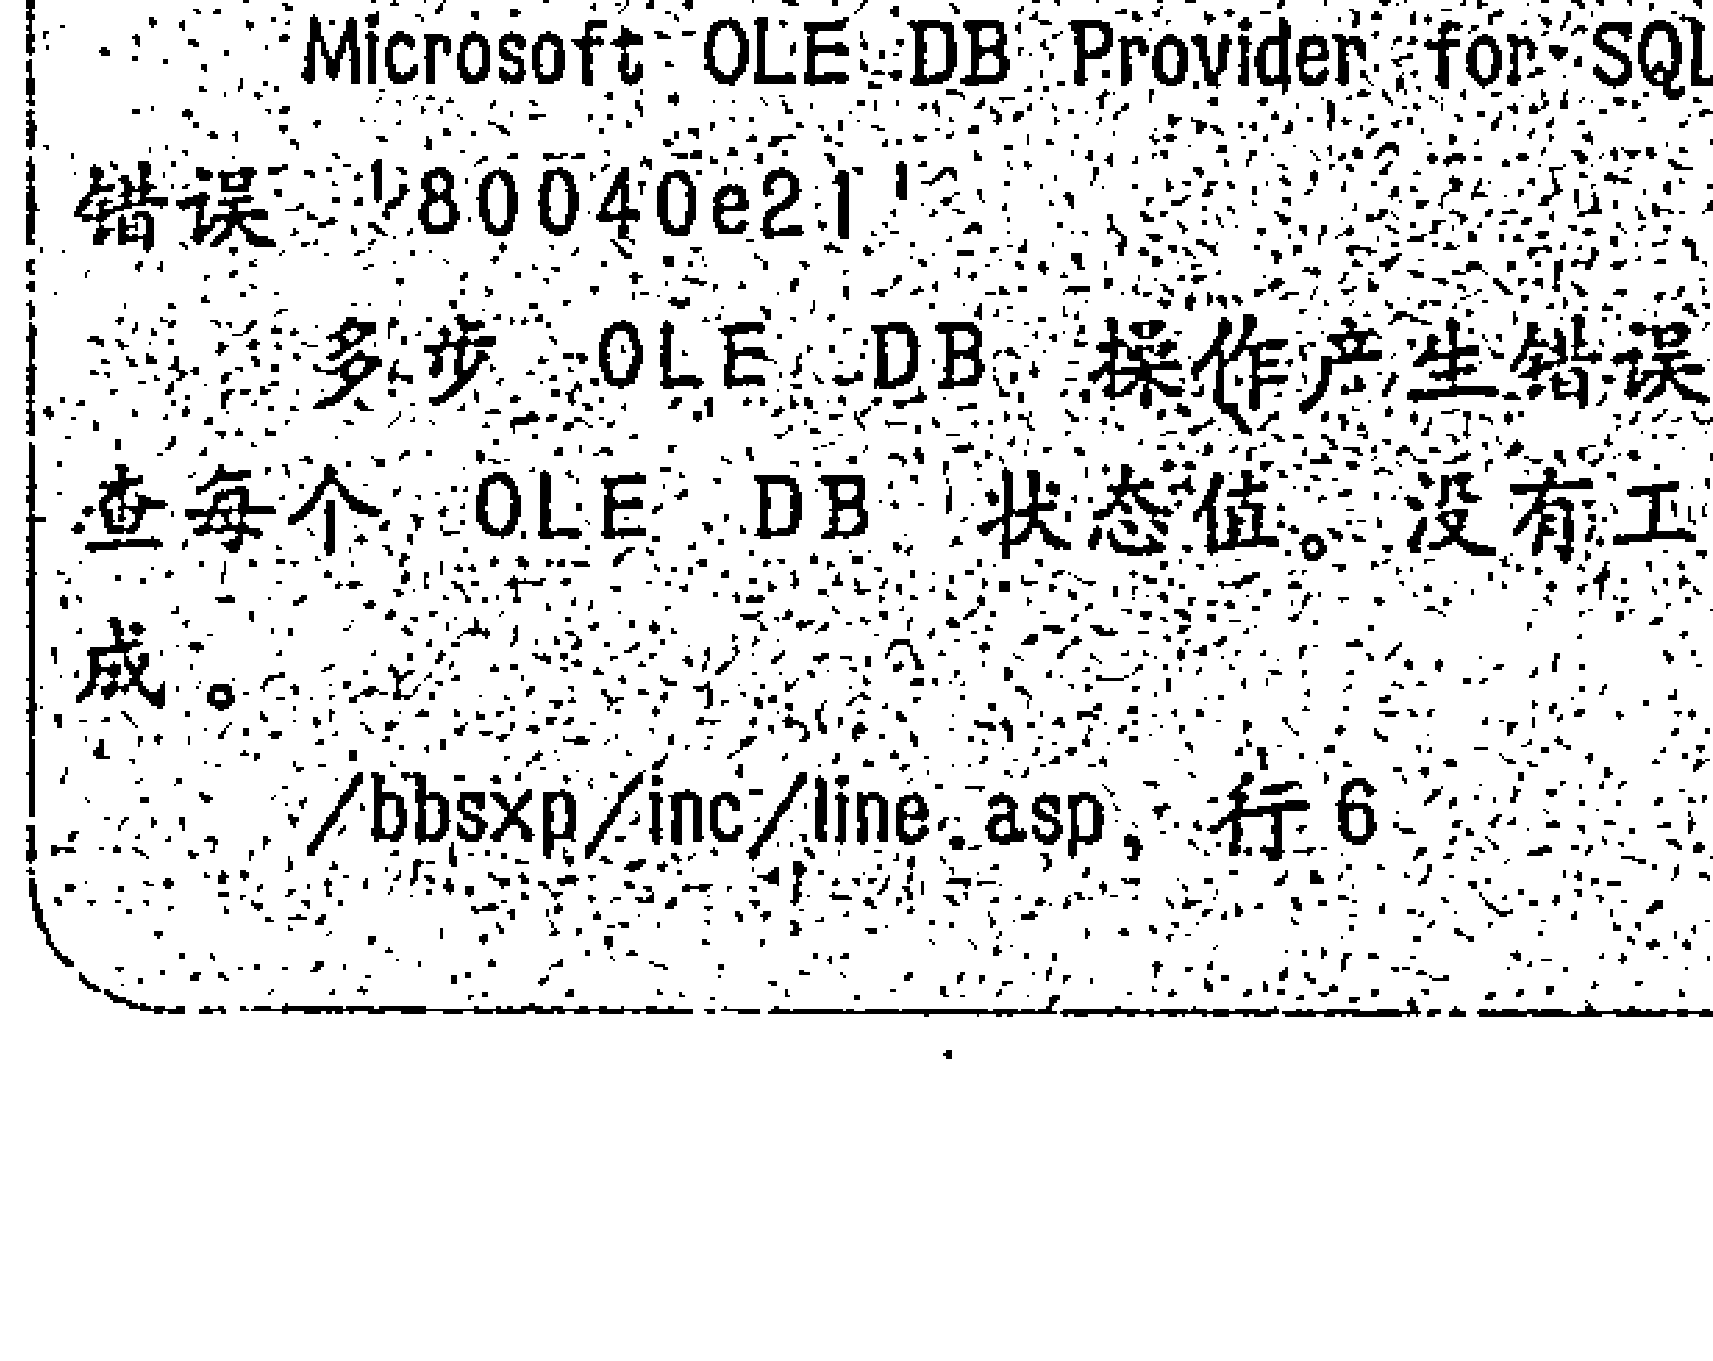 Microsoft OLE DB Provider for SQL
错误 '80040e21'
多步 OLE DB 操作产生错误
查每个 OLE DB 状态值。没有工
成。
/bbsxp/inc/line.asp, 行6